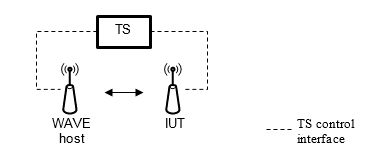 TS
WAVE
host
IUT
TS control
interface